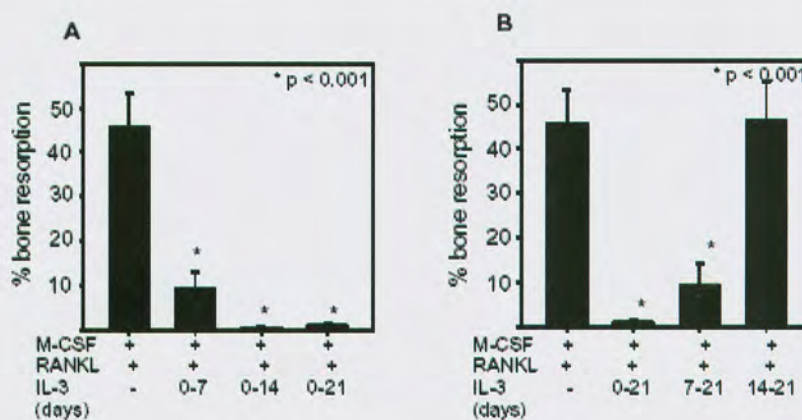 A
* p < 0.001
% bone resorption
50
40
30
20
10
*
*
*
M-CSF + + + +
RANKL + + + +
IL-3 - 0-7 0-14 0-21
(days)
B
* p < 0.001
% bone resorption
50
40
30
20
10
*
*
*
M-CSF + + + +
RANKL + + + +
IL-3 - 0-21 7-21 14-21
(days)